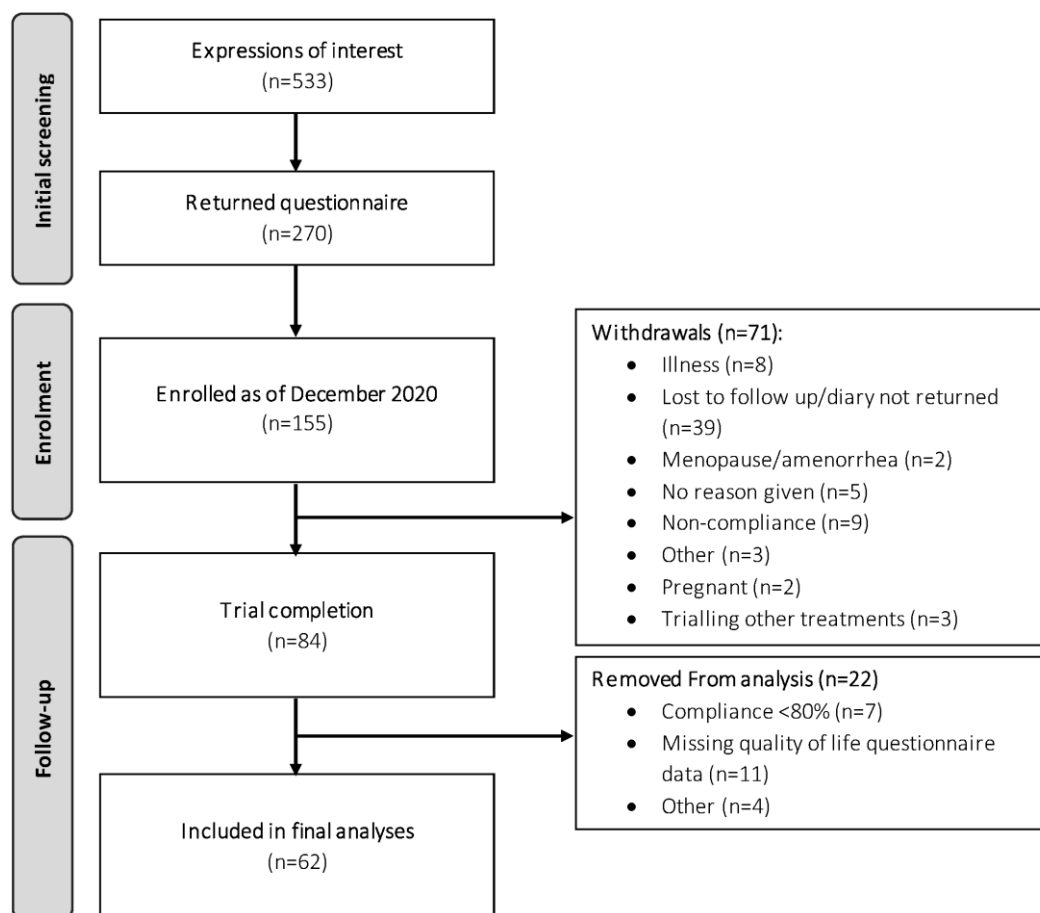 Initial screening
Expressions of interest
(n=533)
Returned questionnaire
(n=270)
Enrolment
Enrolled as of December 2020
(n=155)
Withdrawals (n=71):
• Illness (n=8)
• Lost to follow up/diary not returned
(n=39)
• Menopause/amenorrhea (n=2)
• No reason given (n=5)
• Non-compliance (n=9)
• Other (n=3)
• Pregnant (n=2)
• Trialling other treatments (n=3)
Follow-up
Trial completion
(n=84)
Removed From analysis (n=22)
• Compliance <80% (n=7)
• Missing quality of life questionnaire
data (n=11)
• Other (n=4)
Included in final analyses
(n=62)